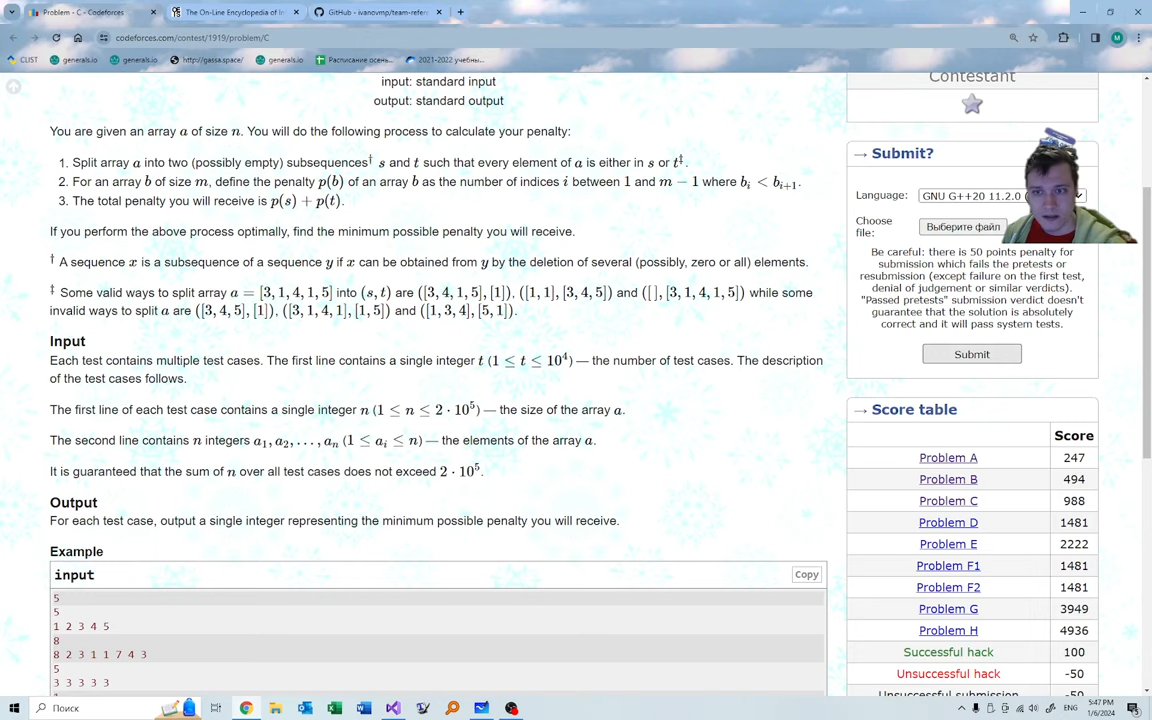 Problem - C - Codeforces
The On-Line Encyclopedia of In
GitHub - ivanovmp/team-refer
codeforces.com/contest/1919/problem/C
CLIST
generals.io
generals.io
http://gassa.space/
generals.io
Расписание осень...
2021-2022 учебны...
input: standard input
output: standard output
You are given an array a of size n. You will do the following process to calculate your penalty:
1. Split array a into two (possibly empty) subsequences† s and t such that every element of a is either in s or t‡.
2. For an array b of size m, define the penalty p(b) of an array b as the number of indices i between 1 and m − 1 where bᵢ < bᵢ₊₁.
3. The total penalty you will receive is p(s) + p(t).
If you perform the above process optimally, find the minimum possible penalty you will receive.
† A sequence x is a subsequence of a sequence y if x can be obtained from y by the deletion of several (possibly, zero or all) elements.
‡ Some valid ways to split array a = [3, 1, 4, 1, 5] into (s, t) are ([3, 4, 1, 5], [1]), ([1, 1], [3, 4, 5]) and ([ ], [3, 1, 4, 1, 5]) while some
invalid ways to split a are ([3, 4, 5], [1]), ([3, 1, 4, 1], [1, 5]) and ([1, 3, 4], [5, 1]).
Input
Each test contains multiple test cases. The first line contains a single integer t (1 ≤ t ≤ 10⁴) — the number of test cases. The description
of the test cases follows.
The first line of each test case contains a single integer n (1 ≤ n ≤ 2 · 10⁵) — the size of the array a.
The second line contains n integers a₁, a₂, . . . , aₙ (1 ≤ aᵢ ≤ n) — the elements of the array a.
It is guaranteed that the sum of n over all test cases does not exceed 2 · 10⁵.
Output
For each test case, output a single integer representing the minimum possible penalty you will receive.
Example
input
Copy
5
5
1 2 3 4 5
8
8 2 3 1 1 7 4 3
5
3 3 3 3 3
Contestant
→ Submit?
Language:
GNU G++20 11.2.0 (
Choose
file:
Выберите файл
Be careful: there is 50 points penalty for
submission which fails the pretests or
resubmission (except failure on the first test,
denial of judgement or similar verdicts).
"Passed pretests" submission verdict doesn't
guarantee that the solution is absolutely
correct and it will pass system tests.
Submit
→ Score table
Score
Problem A 247
Problem B 494
Problem C 988
Problem D 1481
Problem E 2222
Problem F1 1481
Problem F2 1481
Problem G 3949
Problem H 4936
Successful hack 100
Unsuccessful hack -50
Unsuccessful submission -50
Поиск
ENG
5:47 PM
1/6/2024